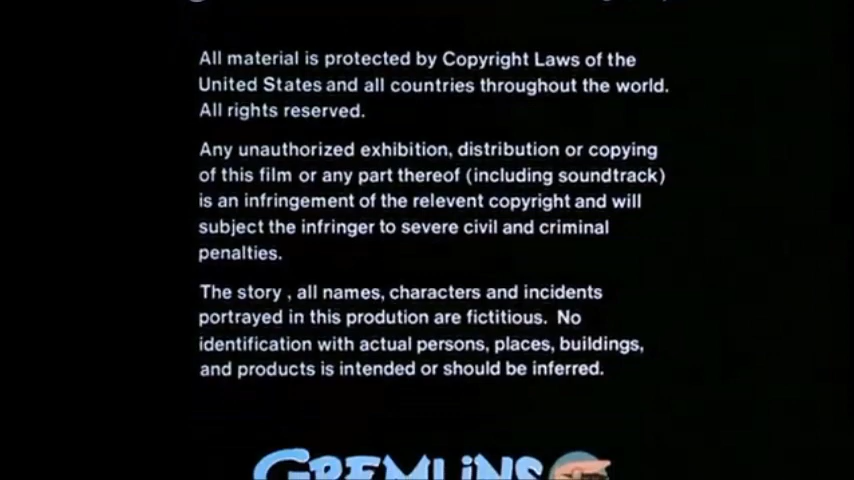 All material is protected by Copyright Laws of the
United States and all countries throughout the world.
All rights reserved.
Any unauthorized exhibition, distribution or copying
of this film or any part thereof (including soundtrack)
is an infringement of the relevent copyright and will
subject the infringer to severe civil and criminal
penalties.
The story , all names, characters and incidents
portrayed in this prodution are fictitious. No
identification with actual persons, places, buildings,
and products is intended or should be inferred.
GREMLiNS